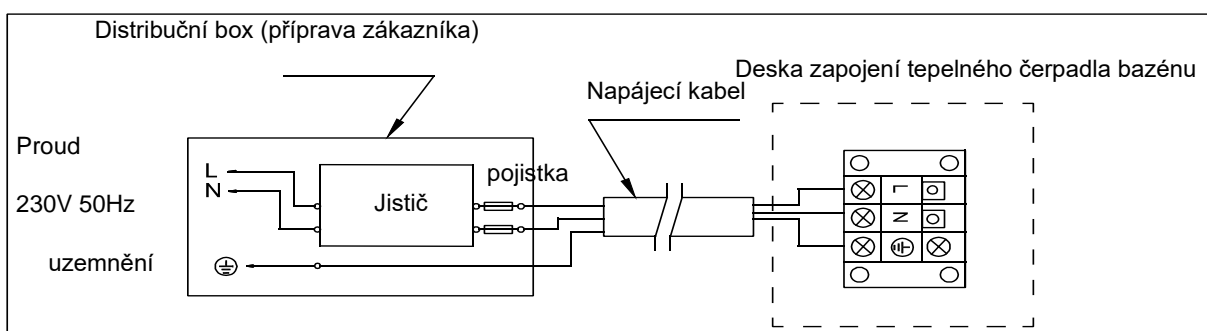 Distribuční box (příprava zákazníka)
Deska zapojení tepelného čerpadla bazénu
Napájecí kabel
Proud
230V 50Hz
uzemnění
L
N
Jistič
pojistka
L
N